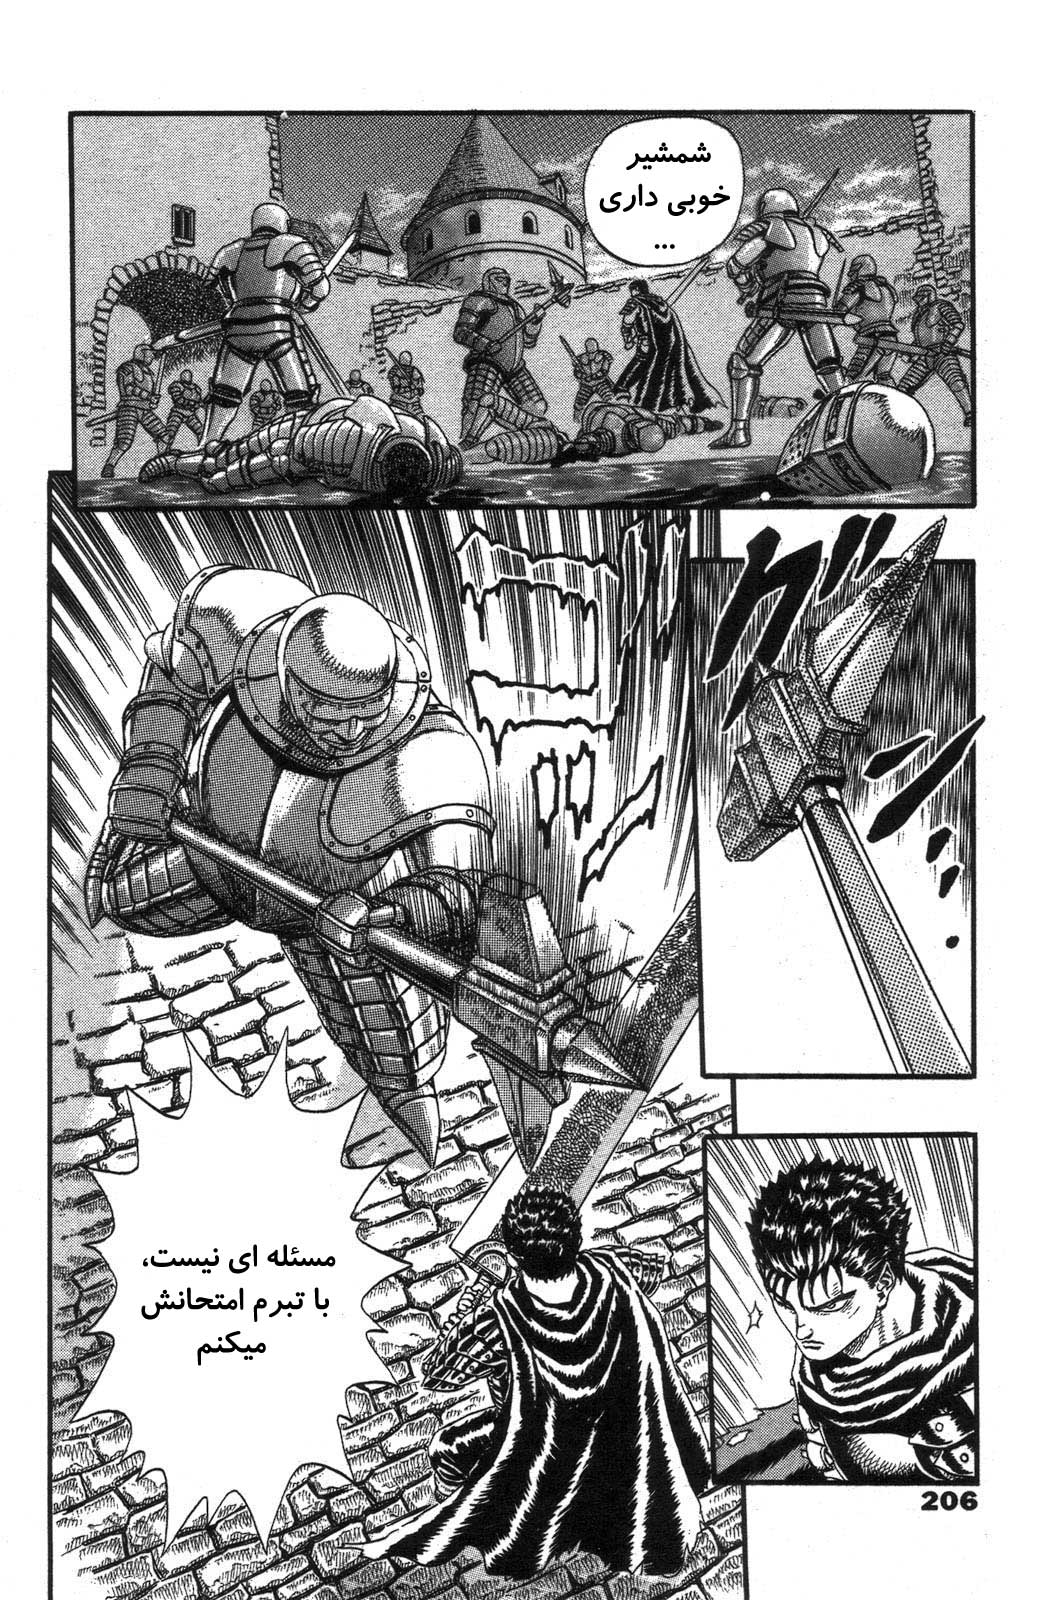 شمشیر
خوبی داری
...
مسئله ای نیست،
با تبرم امتحانش
میکنم
206